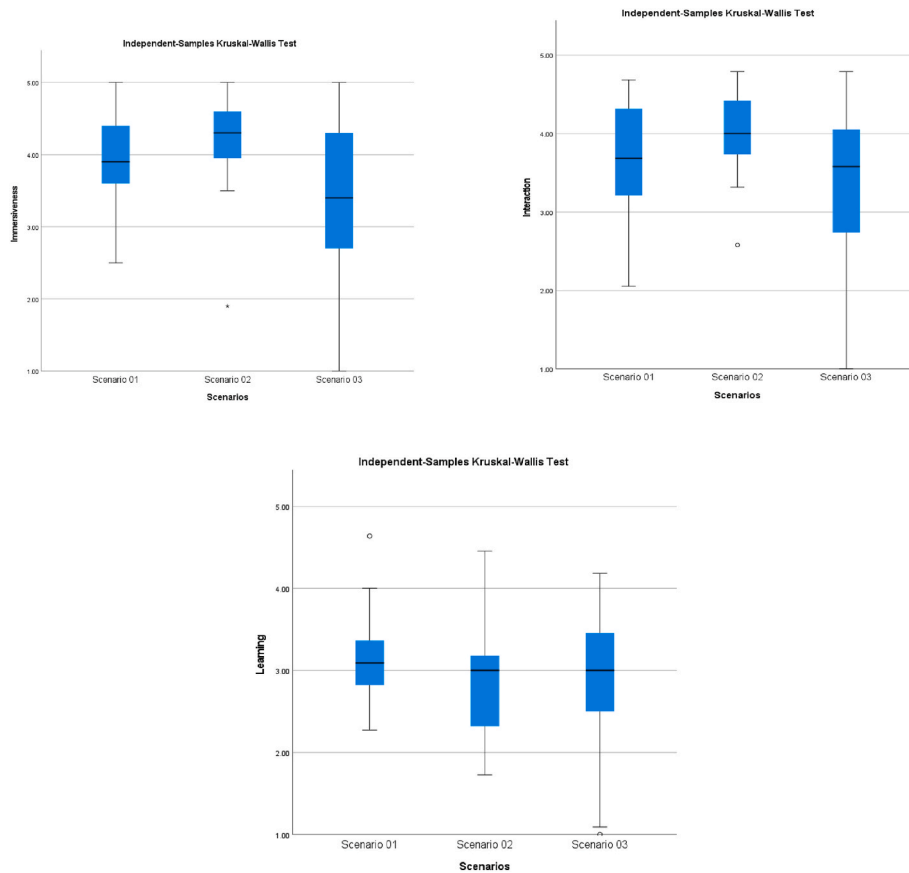 Independent-Samples Kruskal-Wallis Test
5.00
4.00
3.00
2.00
1.00
Immersiveness
Scenario 01 Scenario 02 Scenario 03
Scenarios
Independent-Samples Kruskal-Wallis Test
5.00
4.00
3.00
2.00
1.00
Interaction
Scenario 01 Scenario 02 Scenario 03
Scenarios
Independent-Samples Kruskal-Wallis Test
5.00
4.00
3.00
2.00
1.00
Learning
Scenario 01 Scenario 02 Scenario 03
Scenarios